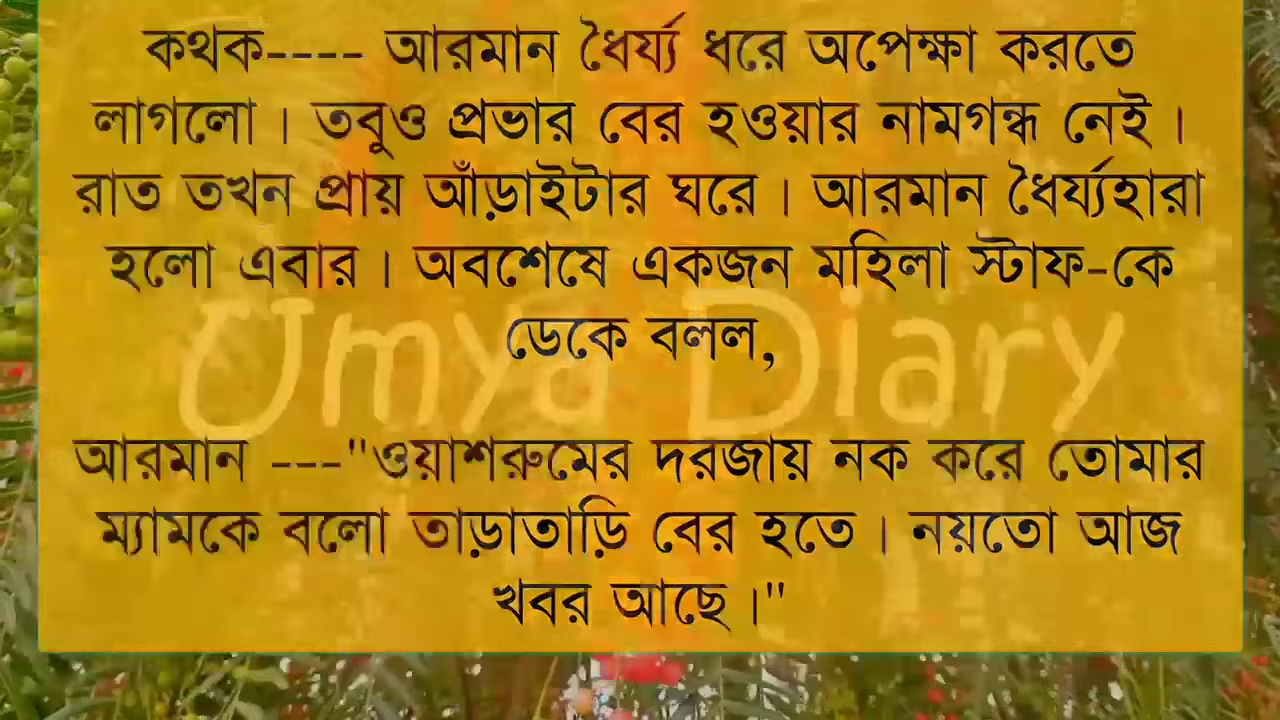 কথক---- আরমান ধৈর্য্য ধরে অপেক্ষা করতে
লাগলো। তবুও প্রভার বের হওয়ার নামগন্ধ নেই।
রাত তখন প্রায় আঁড়াইটার ঘরে। আরমান ধৈর্য্যহারা
হলো এবার। অবশেষে একজন মহিলা স্টাফ-কে
ডেকে বলল,
Umya Diary
আরমান ---"ওয়াশরুমের দরজায় নক করে তোমার
ম্যামকে বলো তাড়াতাড়ি বের হতে। নয়তো আজ
খবর আছে।"